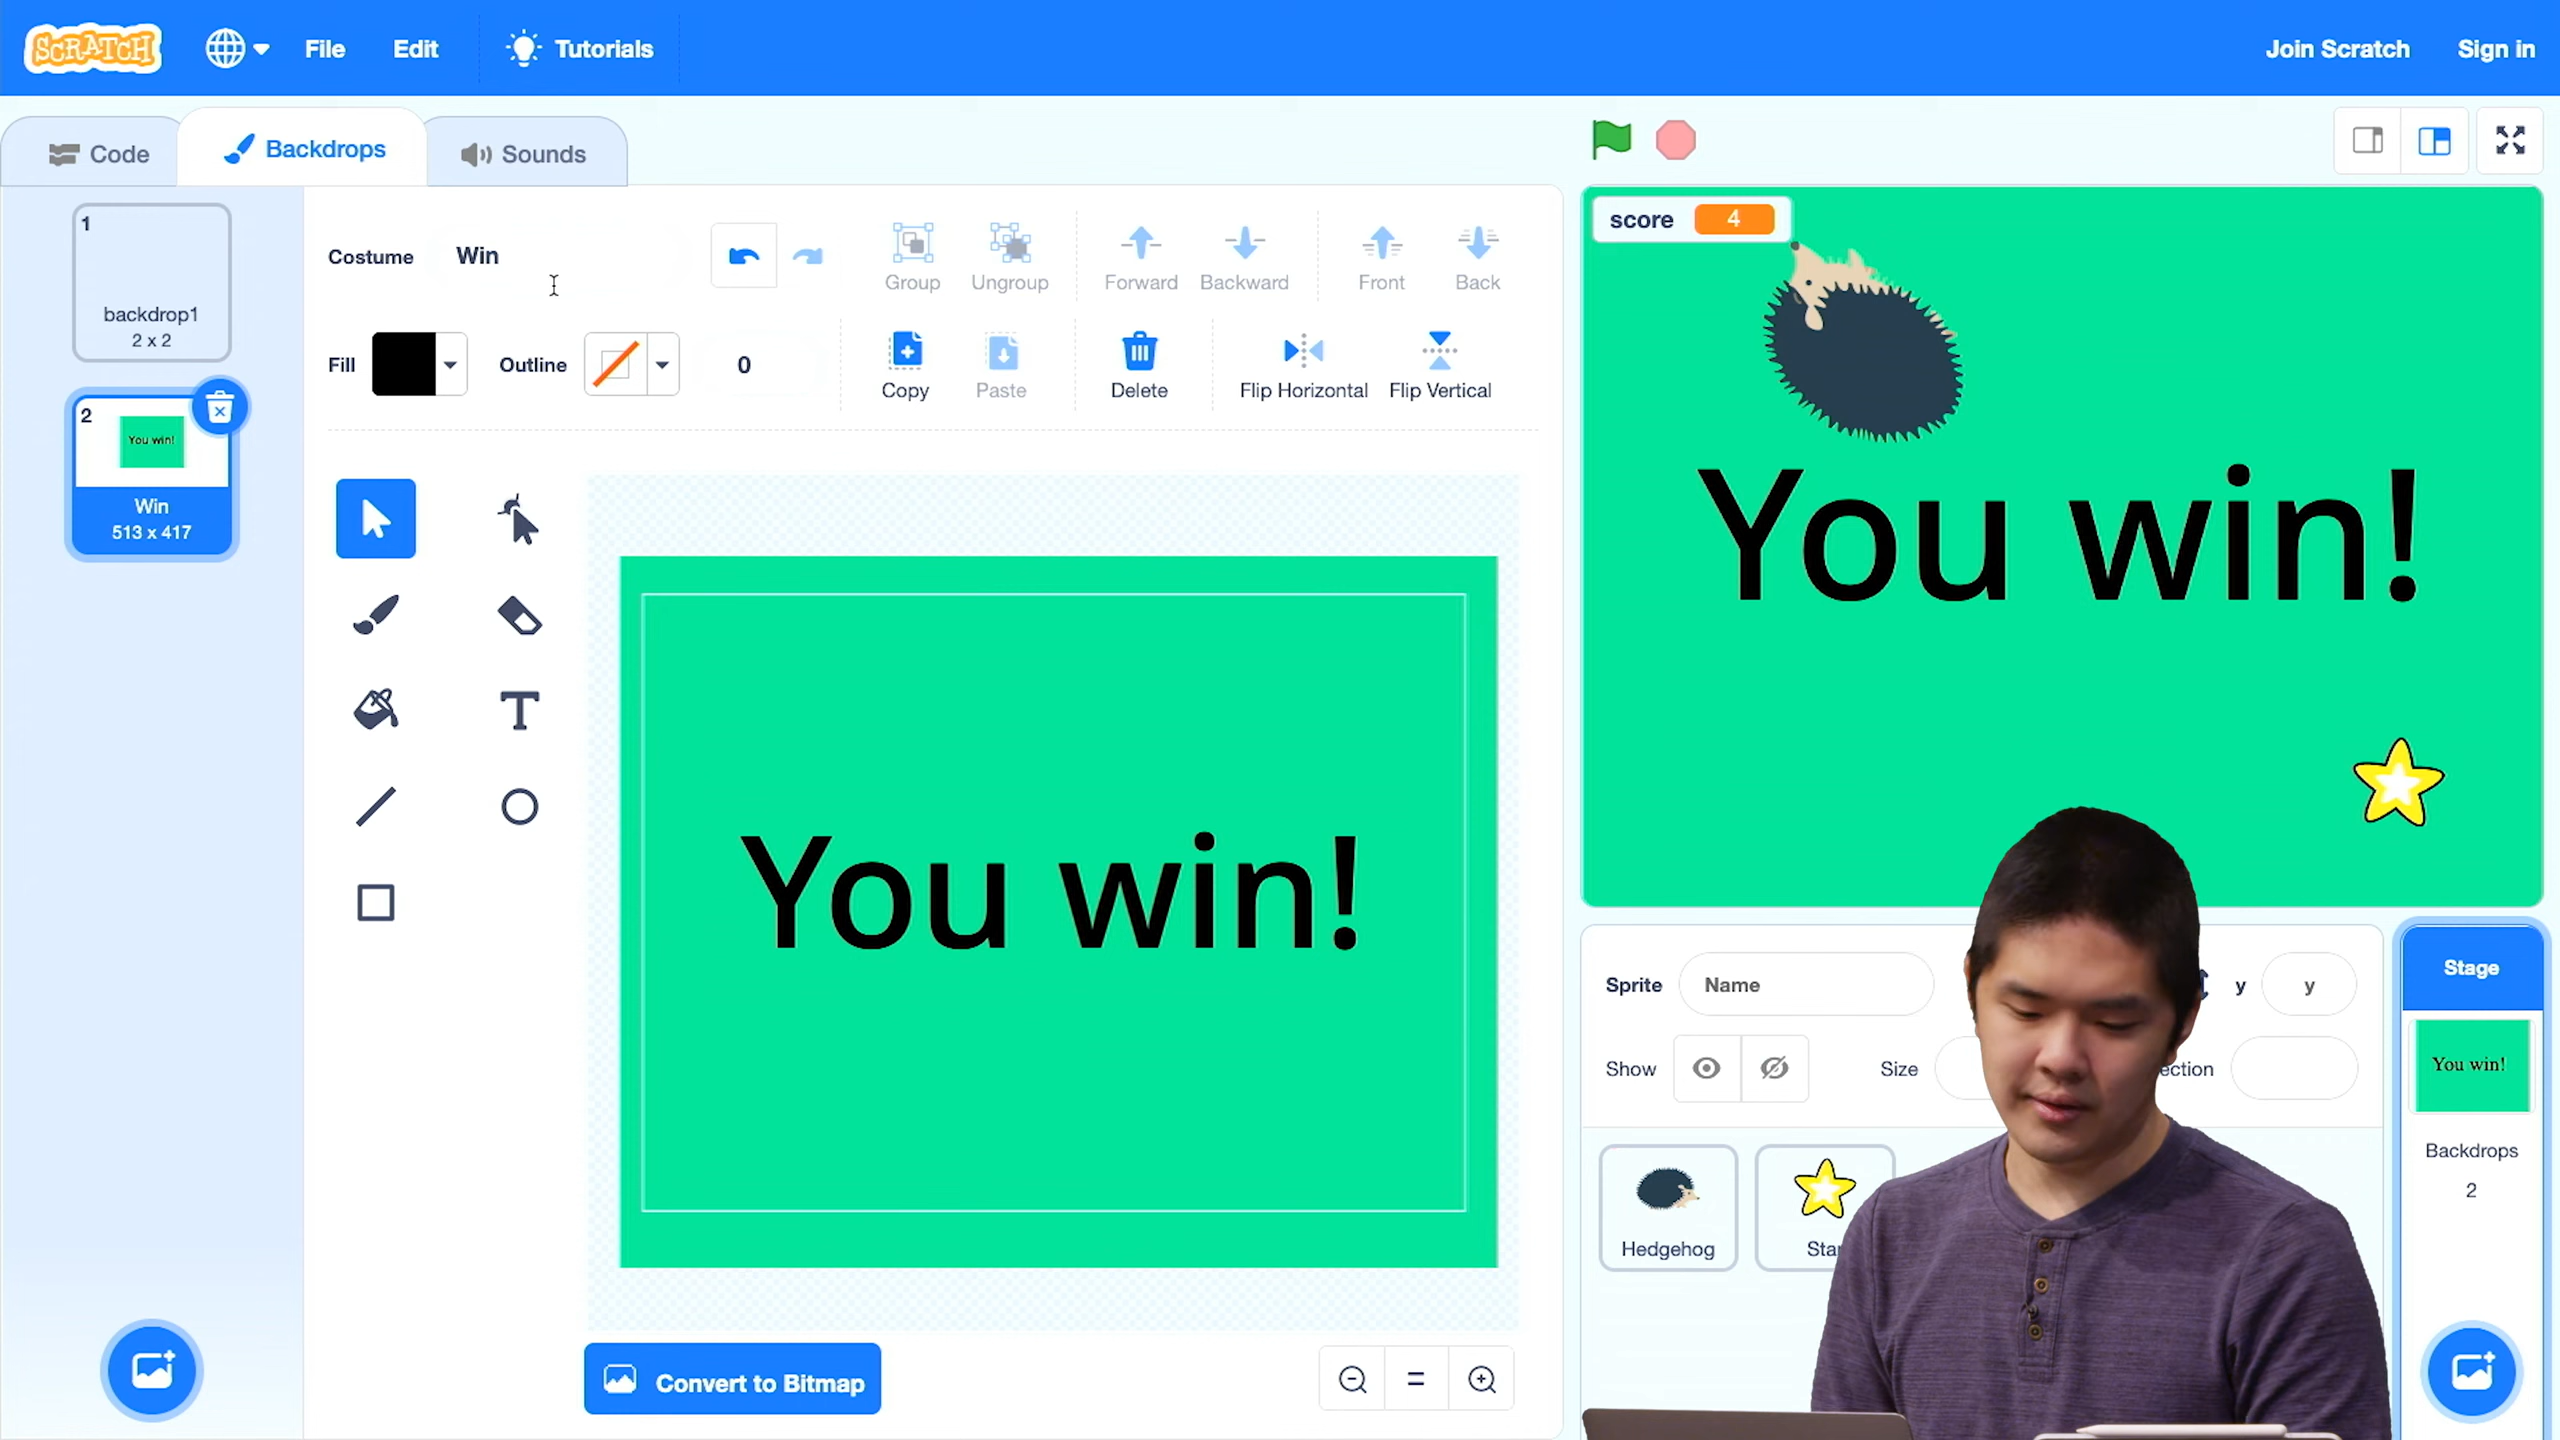 SCRATCH File Edit Tutorials Join Scratch Sign in
Code Backdrops Sounds
1
backdrop1
2 x 2
2
You win!
Win
513 x 417
Costume Win Group Ungroup Forward Backward Front Back
Fill Outline 0 Copy Paste Delete Flip Horizontal Flip Vertical
You win!
Convert to Bitmap
score 4
You win!
Sprite Name y y
Show Size ection
Hedgehog Star
Stage
You win!
Backdrops
2